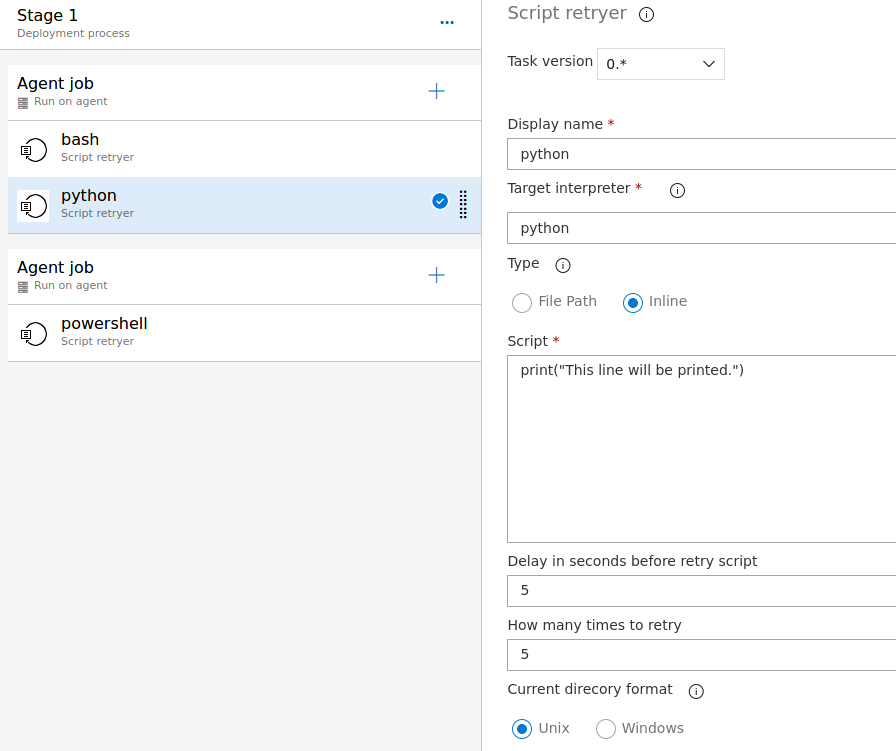 Stage 1
Deployment process
...
Agent job
Run on agent
bash
Script retryer
python
Script retryer
Agent job
Run on agent
powershell
Script retryer
Script retryer
Task version 0.*
Display name *
python
Target interpreter *
python
Type
File Path Inline
Script *
print("This line will be printed.")
Delay in seconds before retry script
5
How many times to retry
5
Current direcory format
Unix Windows